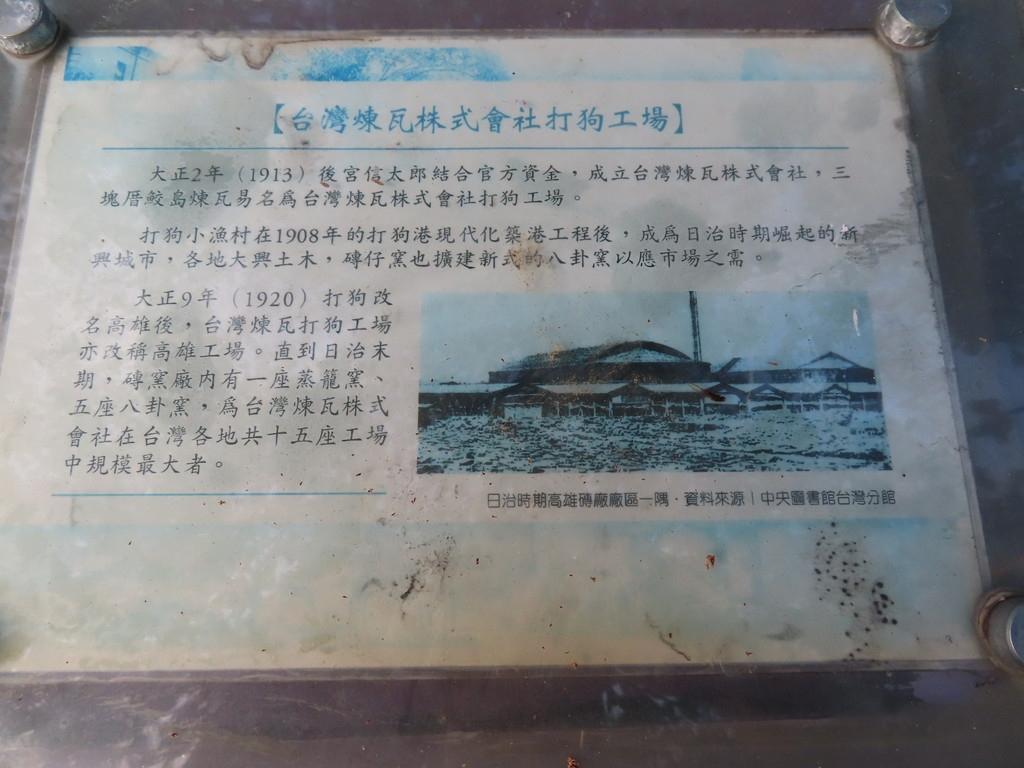 【台灣煉瓦株式會社打狗工場】
大正2年（1913）後宮信太郎結合官方資金，成立台灣煉瓦株式會社，三
塊厝鮫島煉瓦易名爲台灣煉瓦株式會社打狗工場。
打狗小漁村在1908年的打狗港現代化築港工程後，成爲日治時期崛起的新
興城市，各地大興土木，磚仔窯也擴建新式的八卦窯以應市場之需。
大正9年（1920）打狗改
名高雄後，台灣煉瓦打狗工場
亦改稱高雄工場。直到日治末
期，磚窯廠內有一座蒸籠窯、
五座八卦窯，爲台灣煉瓦株式
會社在台灣各地共十五座工場
中規模最大者。
日治時期高雄磚廠廠區一隅．資料來源｜中央圖書館台灣分館